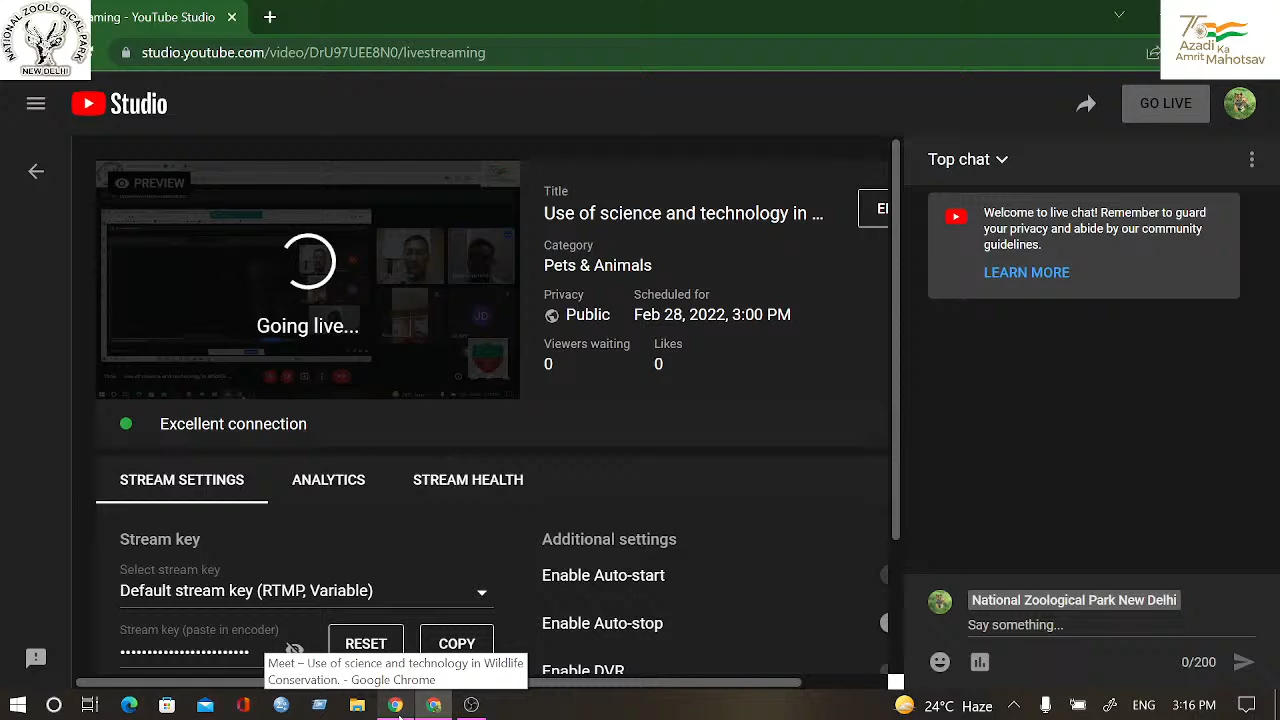 NATIONAL ZOOLOGICAL PARK
NEW DELHI
eaming - YouTube Studio
studio.youtube.com/video/DrU97UEE8N0/livestreaming
75
Azadi Ka
Amrit Mahotsav
Studio
GO LIVE
PREVIEW
Going live...
Title
Use of science and technology in ...
Category
Pets & Animals
Privacy
Public
Scheduled for
Feb 28, 2022, 3:00 PM
Viewers waiting
0
Likes
0
Excellent connection
STREAM SETTINGS
ANALYTICS
STREAM HEALTH
Stream key
Select stream key
Default stream key (RTMP, Variable)
Stream key (paste in encoder)
RESET
COPY
Additional settings
Enable Auto-start
Enable Auto-stop
Enable DVR
Meet – Use of science and technology in Wildlife
Conservation. - Google Chrome
Top chat
Welcome to live chat! Remember to guard
your privacy and abide by our community
guidelines.
LEARN MORE
National Zoological Park New Delhi
Say something...
0/200
JD
24°C Haze
ENG
3:16 PM